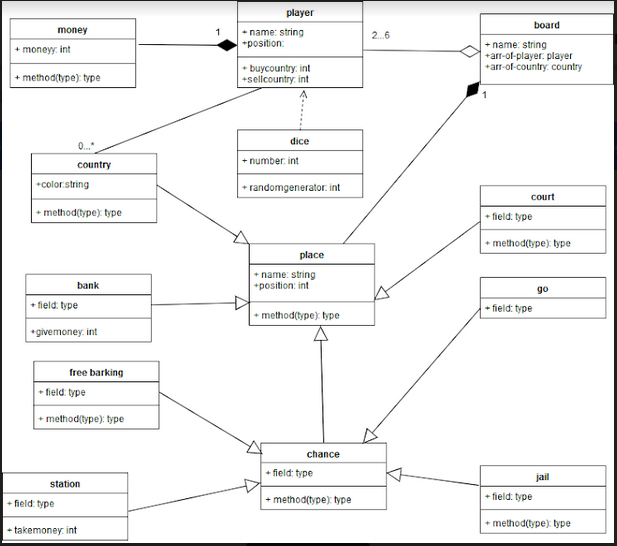 player
+ name: string
+position:
+ buycountry: int
+sellcountry: int
money
+ moneyy: int
+ method(type): type
1
2...6
board
+ name: string
+arr-of-player: player
+arr-of-country: country
1
dice
+ number: int
+ randomgenerator: int
0...*
country
+color:string
+ method(type): type
court
+ field: type
+ method(type): type
place
+ name: string
+position: int
+ method(type): type
bank
+ field: type
+givemoney: int
go
+ field: type
free barking
+ field: type
+ method(type): type
chance
+ field: type
+ method(type): type
station
+ field: type
+ takemoney: int
jail
+ field: type
+ method(type): type